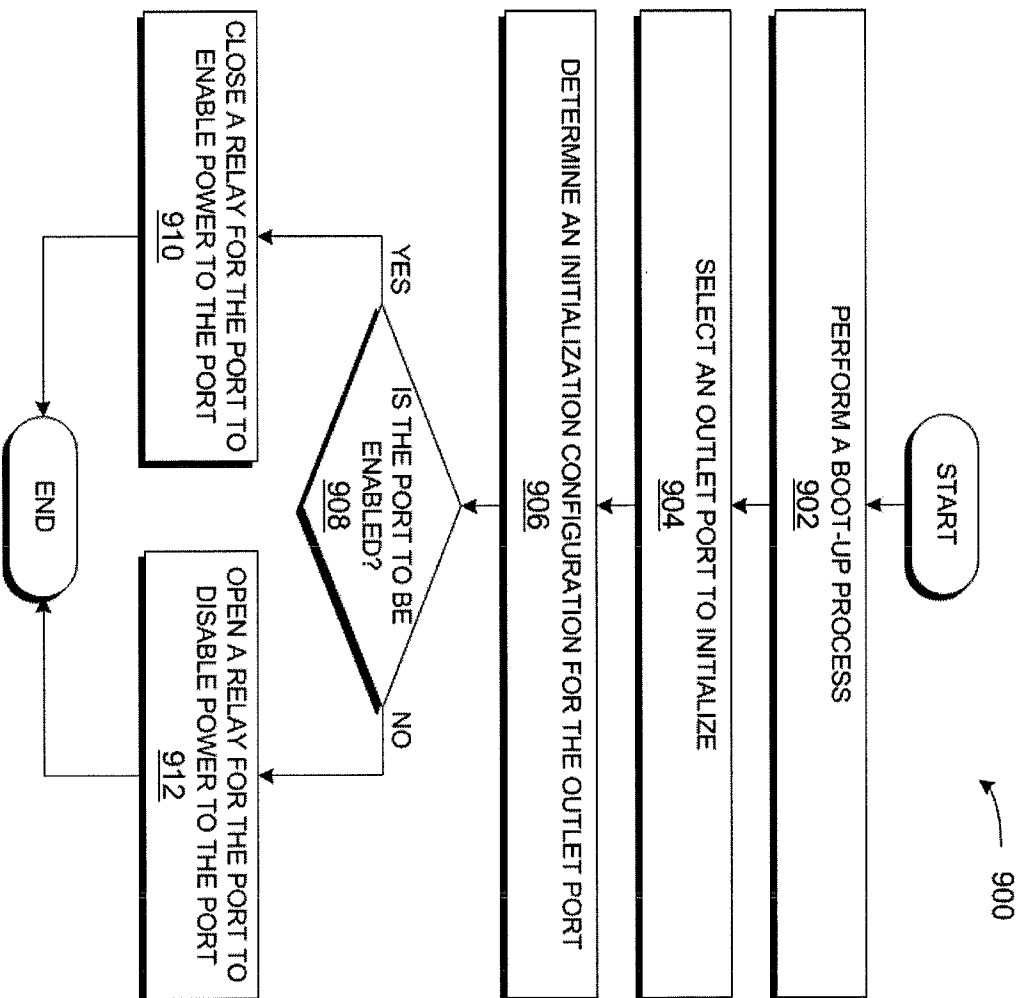 900
START
PERFORM A BOOT-UP PROCESS
902
SELECT AN OUTLET PORT TO INITIALIZE
904
DETERMINE AN INITIALIZATION CONFIGURATION FOR THE OUTLET PORT
906
IS THE PORT TO BE
ENABLED?
908
YES
NO
CLOSE A RELAY FOR THE PORT TO
ENABLE POWER TO THE PORT
910
OPEN A RELAY FOR THE PORT TO
DISABLE POWER TO THE PORT
912
END